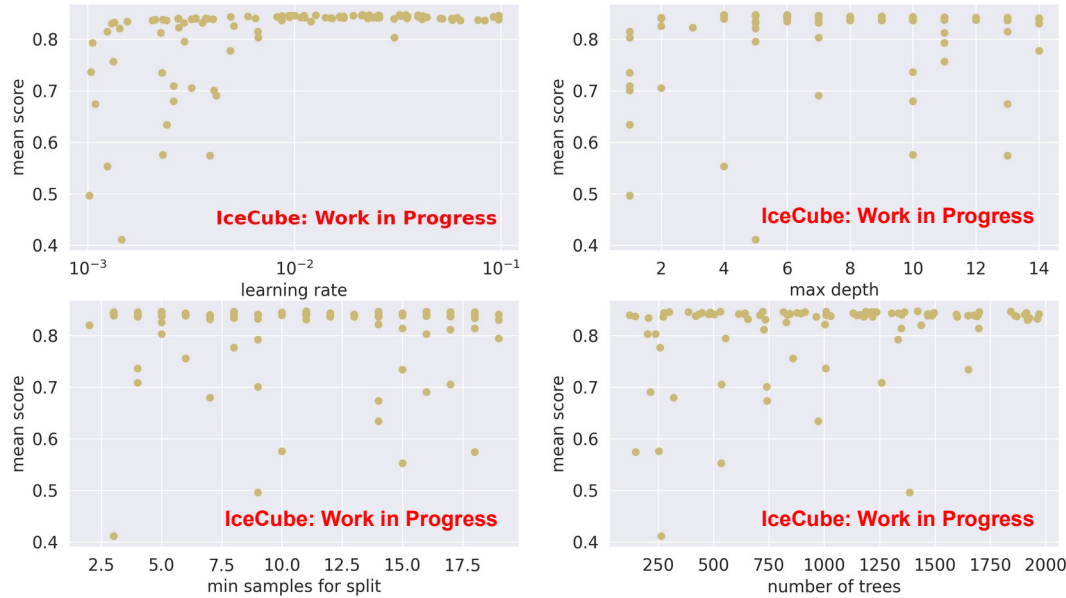 mean score
0.8
0.7
0.6
0.5
0.4
IceCube: Work in Progress
10⁻³ 10⁻² 10⁻¹
learning rate
mean score
0.8
0.7
0.6
0.5
0.4
IceCube: Work in Progress
2 4 6 8 10 12 14
max depth
mean score
0.8
0.7
0.6
0.5
0.4
IceCube: Work in Progress
2.5 5.0 7.5 10.0 12.5 15.0 17.5
min samples for split
mean score
0.8
0.7
0.6
0.5
0.4
IceCube: Work in Progress
250 500 750 1000 1250 1500 1750 2000
number of trees